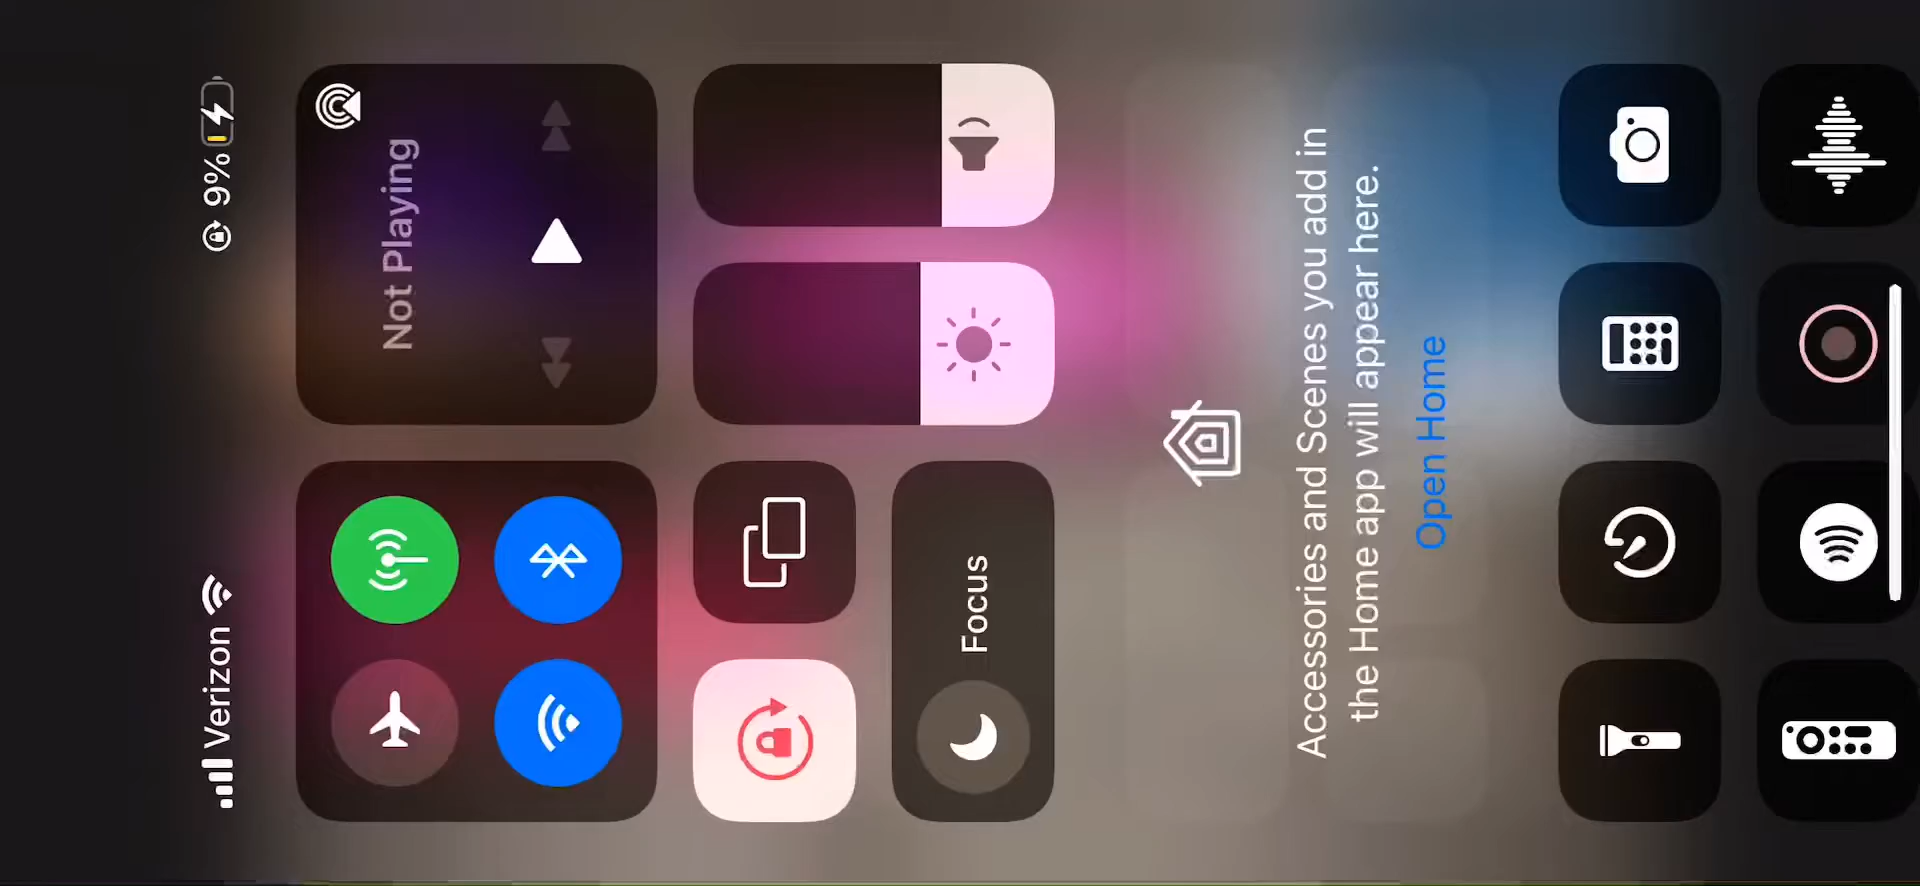 Verizon
9%
Not Playing
Focus
Accessories and Scenes you add in
the Home app will appear here.
Open Home